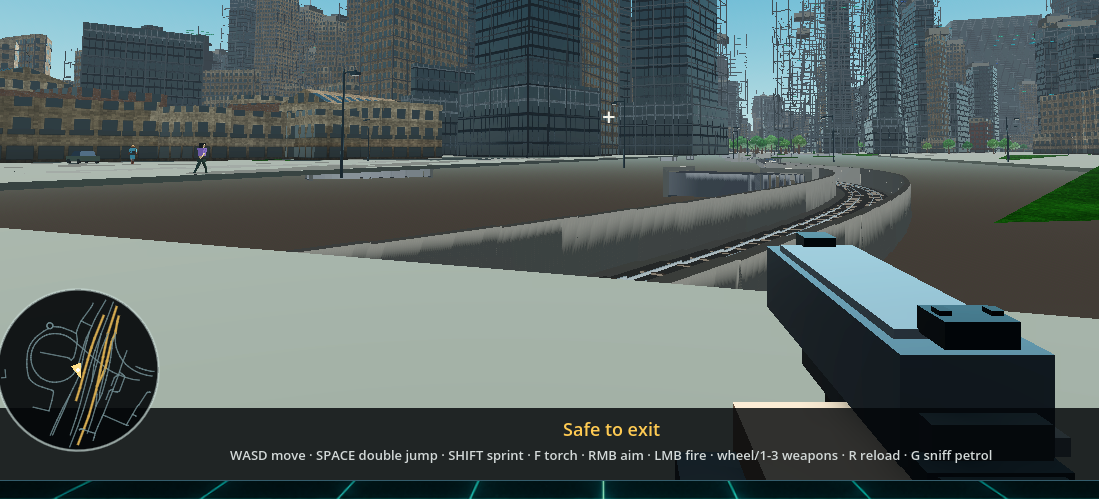 Safe to exit
WASD move · SPACE double jump · SHIFT sprint · F torch · RMB aim · LMB fire · wheel/1-3 weapons · R reload · G sniff petrol